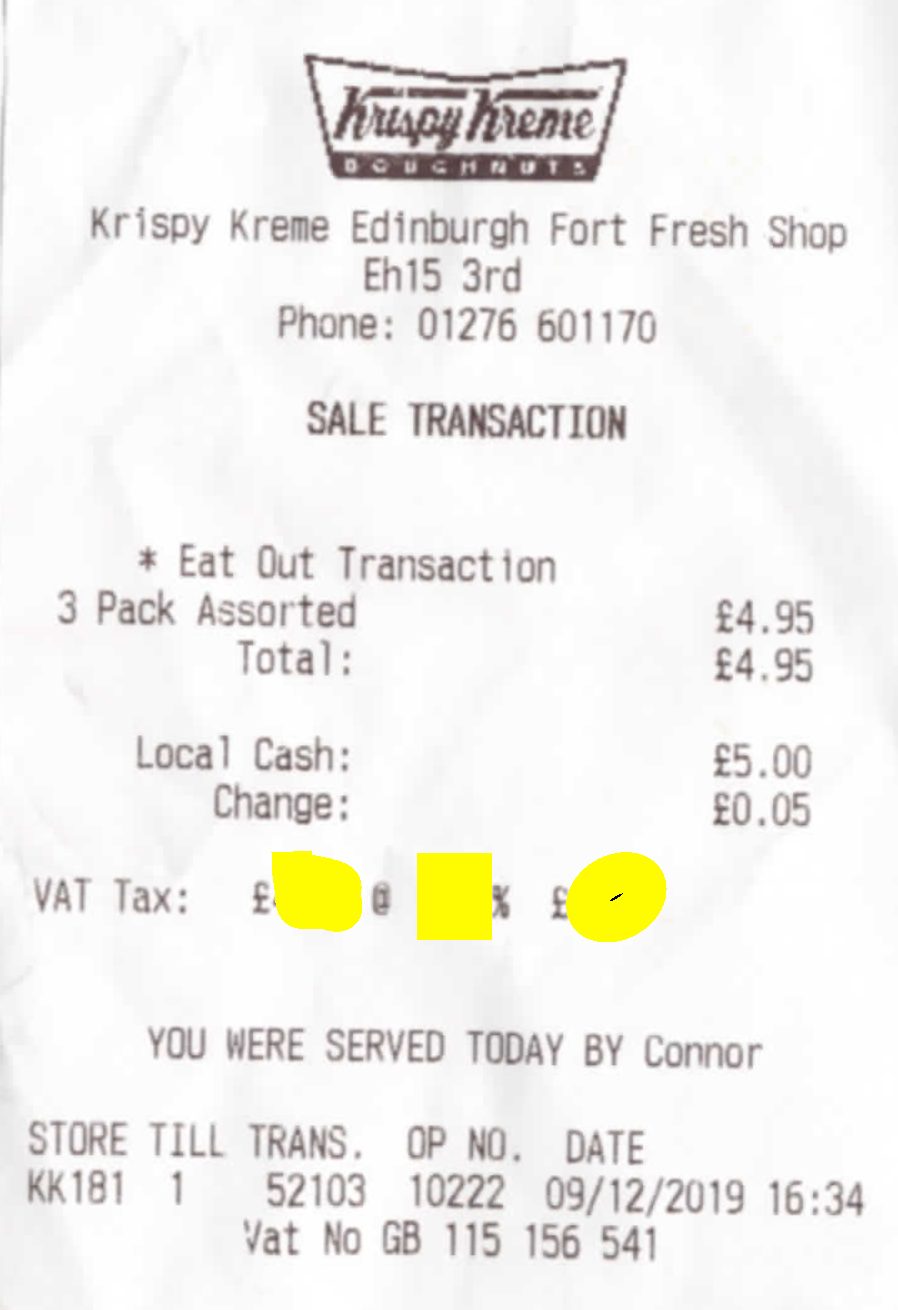 Krispy Kreme
DOUGHNUTS
Krispy Kreme Edinburgh Fort Fresh Shop
Eh15 3rd
Phone: 01276 601170
SALE TRANSACTION
* Eat Out Transaction
3 Pack Assorted £4.95
Total: £4.95
Local Cash: £5.00
Change: £0.05
VAT Tax: £ @ % £
YOU WERE SERVED TODAY BY Connor
STORE TILL TRANS. OP NO. DATE
KK181 1 52103 10222 09/12/2019 16:34
Vat No GB 115 156 541